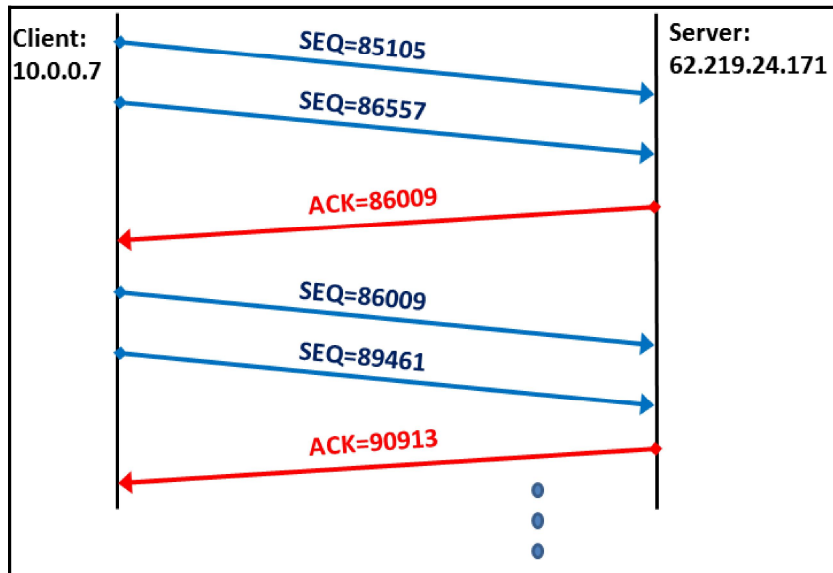 Client:
10.0.0.7
Server:
62.219.24.171
SEQ=85105
SEQ=86557
ACK=86009
SEQ=86009
SEQ=89461
ACK=90913